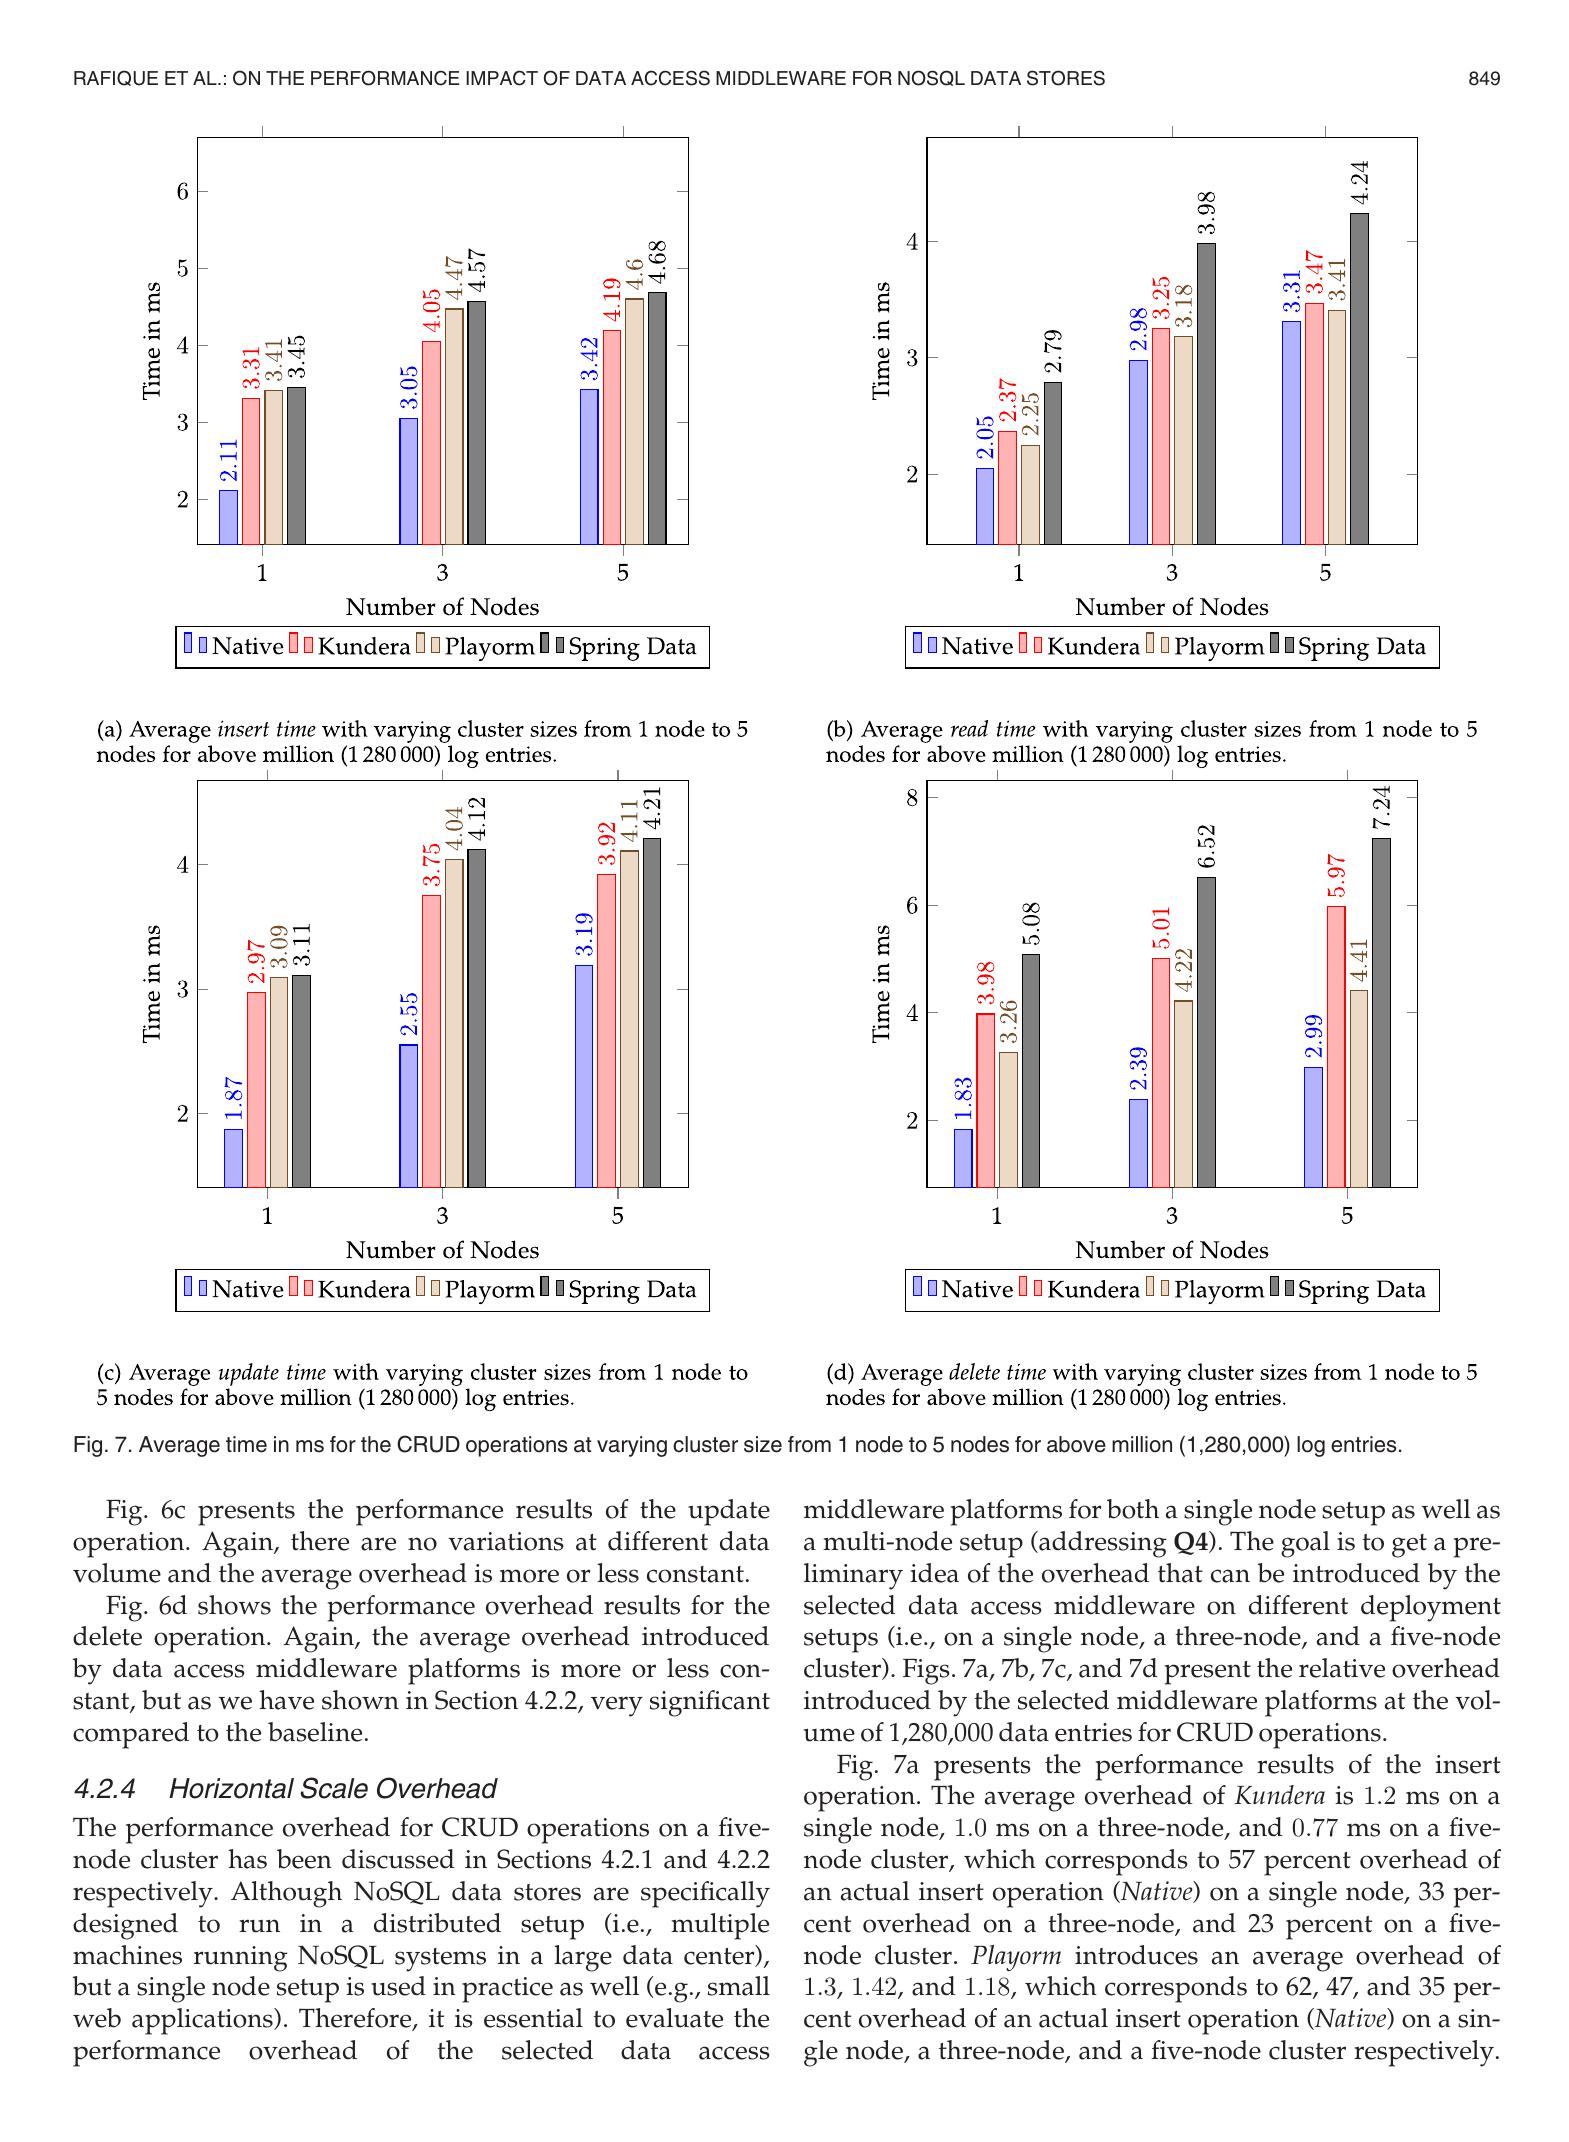 RAFIQUE ET AL.: ON THE PERFORMANCE IMPACT OF DATA ACCESS MIDDLEWARE FOR NOSQL DATA STORES 849
6
5
4
3
2
Time in ms
2.11
3.31
3.41
3.45
3.05
4.05
4.47
4.57
3.42
4.19
4.6
4.68
1 3 5
Number of Nodes
Native Kundera Playorm Spring Data
(a) Average insert time with varying cluster sizes from 1 node to 5
nodes for above million (1 280 000) log entries.
4
3
2
Time in ms
2.05
2.37
2.25
2.79
2.98
3.25
3.18
3.98
3.31
3.47
3.41
4.24
1 3 5
Number of Nodes
Native Kundera Playorm Spring Data
(b) Average read time with varying cluster sizes from 1 node to 5
nodes for above million (1 280 000) log entries.
4
3
2
Time in ms
1.87
2.97
3.09
3.11
2.55
3.75
4.04
4.12
3.19
3.92
4.11
4.21
1 3 5
Number of Nodes
Native Kundera Playorm Spring Data
(c) Average update time with varying cluster sizes from 1 node to
5 nodes for above million (1 280 000) log entries.
8
6
4
2
Time in ms
1.83
3.98
3.26
5.08
2.39
5.01
4.22
6.52
2.99
5.97
4.41
7.24
1 3 5
Number of Nodes
Native Kundera Playorm Spring Data
(d) Average delete time with varying cluster sizes from 1 node to 5
nodes for above million (1 280 000) log entries.
Fig. 7. Average time in ms for the CRUD operations at varying cluster size from 1 node to 5 nodes for above million (1,280,000) log entries.
Fig. 6c presents the performance results of the update
operation. Again, there are no variations at different data
volume and the average overhead is more or less constant.
Fig. 6d shows the performance overhead results for the
delete operation. Again, the average overhead introduced
by data access middleware platforms is more or less con-
stant, but as we have shown in Section 4.2.2, very significant
compared to the baseline.
4.2.4 Horizontal Scale Overhead
The performance overhead for CRUD operations on a five-
node cluster has been discussed in Sections 4.2.1 and 4.2.2
respectively. Although NoSQL data stores are specifically
designed to run in a distributed setup (i.e., multiple
machines running NoSQL systems in a large data center),
but a single node setup is used in practice as well (e.g., small
web applications). Therefore, it is essential to evaluate the
performance overhead of the selected data access
middleware platforms for both a single node setup as well as
a multi-node setup (addressing Q4). The goal is to get a pre-
liminary idea of the overhead that can be introduced by the
selected data access middleware on different deployment
setups (i.e., on a single node, a three-node, and a five-node
cluster). Figs. 7a, 7b, 7c, and 7d present the relative overhead
introduced by the selected middleware platforms at the vol-
ume of 1,280,000 data entries for CRUD operations.
Fig. 7a presents the performance results of the insert
operation. The average overhead of Kundera is 1.2 ms on a
single node, 1.0 ms on a three-node, and 0.77 ms on a five-
node cluster, which corresponds to 57 percent overhead of
an actual insert operation (Native) on a single node, 33 per-
cent overhead on a three-node, and 23 percent on a five-
node cluster. Playorm introduces an average overhead of
1.3, 1.42, and 1.18, which corresponds to 62, 47, and 35 per-
cent overhead of an actual insert operation (Native) on a sin-
gle node, a three-node, and a five-node cluster respectively.